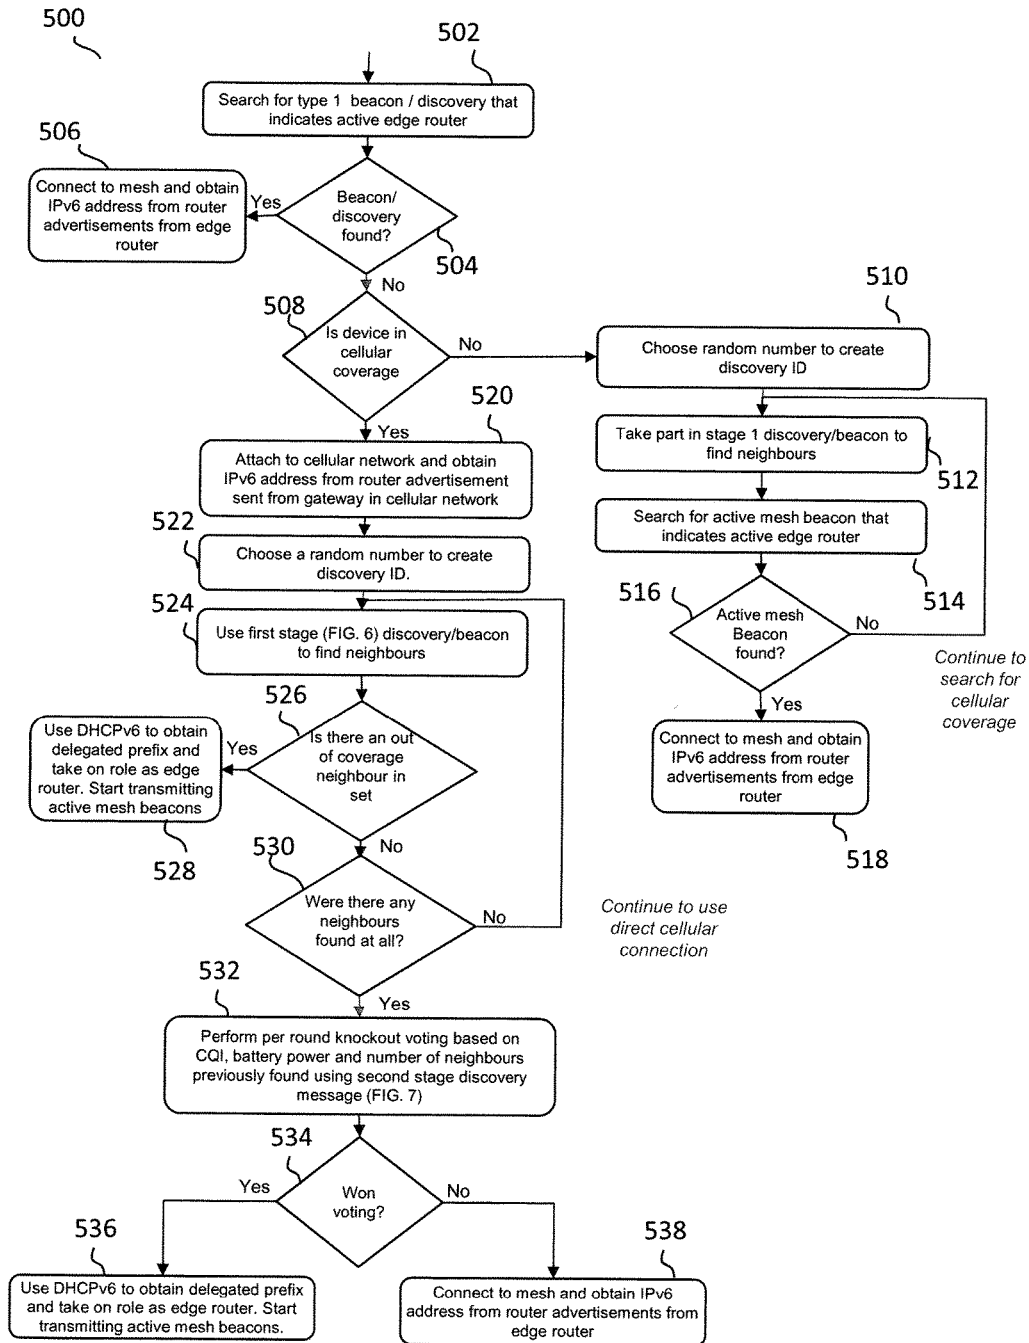 500
502
Search for type 1 beacon / discovery that
indicates active edge router
506
Connect to mesh and obtain
IPv6 address from router
advertisements from edge
router
Yes
Beacon/
discovery
found?
504
No
508
Is device in
cellular
coverage
No
510
Choose random number to create
discovery ID
Yes
520
Attach to cellular network and obtain
IPv6 address from router advertisement
sent from gateway in cellular network
Take part in stage 1 discovery/beacon to
find neighbours
512
522
Choose a random number to create
discovery ID.
Search for active mesh beacon that
indicates active edge router
514
524
Use first stage (FIG. 6) discovery/beacon
to find neighbours
516
Active mesh
Beacon
found?
No
Continue to
search for
cellular
coverage
Yes
Connect to mesh and obtain
IPv6 address from router
advertisements from edge
router
518
526
Is there an out
of coverage
neighbour in
set
Yes
Use DHCPv6 to obtain
delegated prefix and
take on role as edge
router. Start transmitting
active mesh beacons
528
No
530
Were there any
neighbours
found at all?
No
Continue to use
direct cellular
connection
Yes
532
Perform per round knockout voting based on
CQI, battery power and number of neighbours
previously found using second stage discovery
message (FIG. 7)
534
Won
voting?
Yes
No
536
Use DHCPv6 to obtain delegated prefix
and take on role as edge router. Start
transmitting active mesh beacons.
538
Connect to mesh and obtain IPv6
address from router advertisements from
edge router